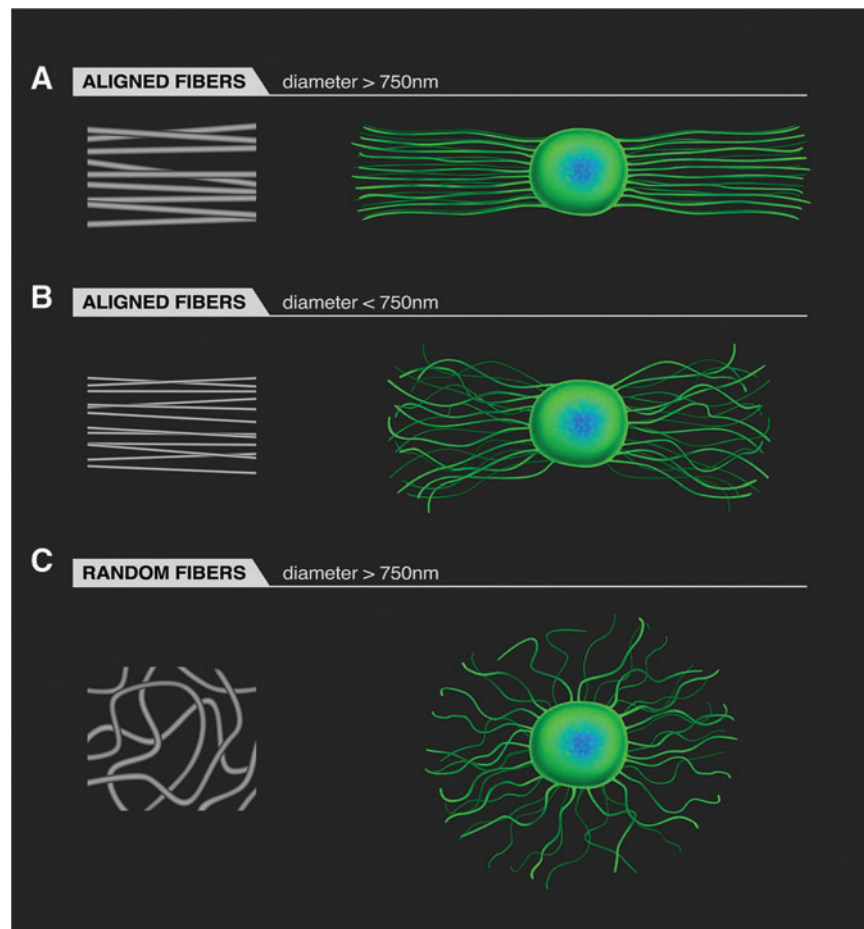 A ALIGNED FIBERS diameter > 750nm
B ALIGNED FIBERS diameter < 750nm
C RANDOM FIBERS diameter > 750nm